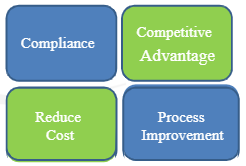 Compliance
Competitive
Advantage
Reduce
Cost
Process
Improvement